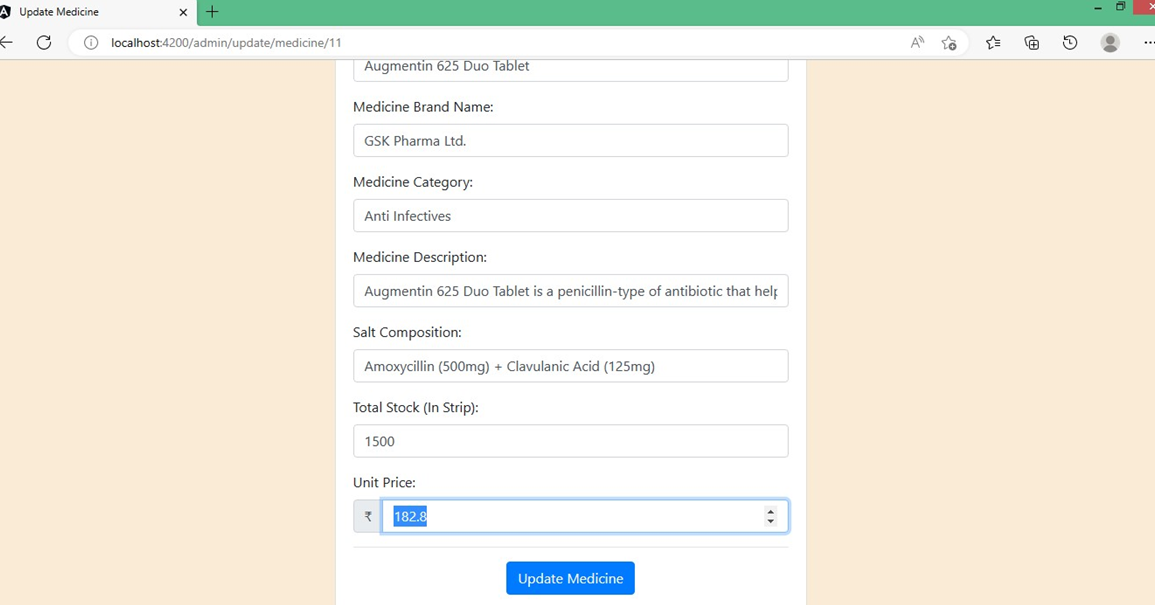 Update Medicine
localhost:4200/admin/update/medicine/11
Augmentin 625 Duo Tablet
Medicine Brand Name:
GSK Pharma Ltd.
Medicine Category:
Anti Infectives
Medicine Description:
Augmentin 625 Duo Tablet is a penicillin-type of antibiotic that help
Salt Composition:
Amoxycillin (500mg) + Clavulanic Acid (125mg)
Total Stock (In Strip):
1500
Unit Price:
₹ 182.8
Update Medicine